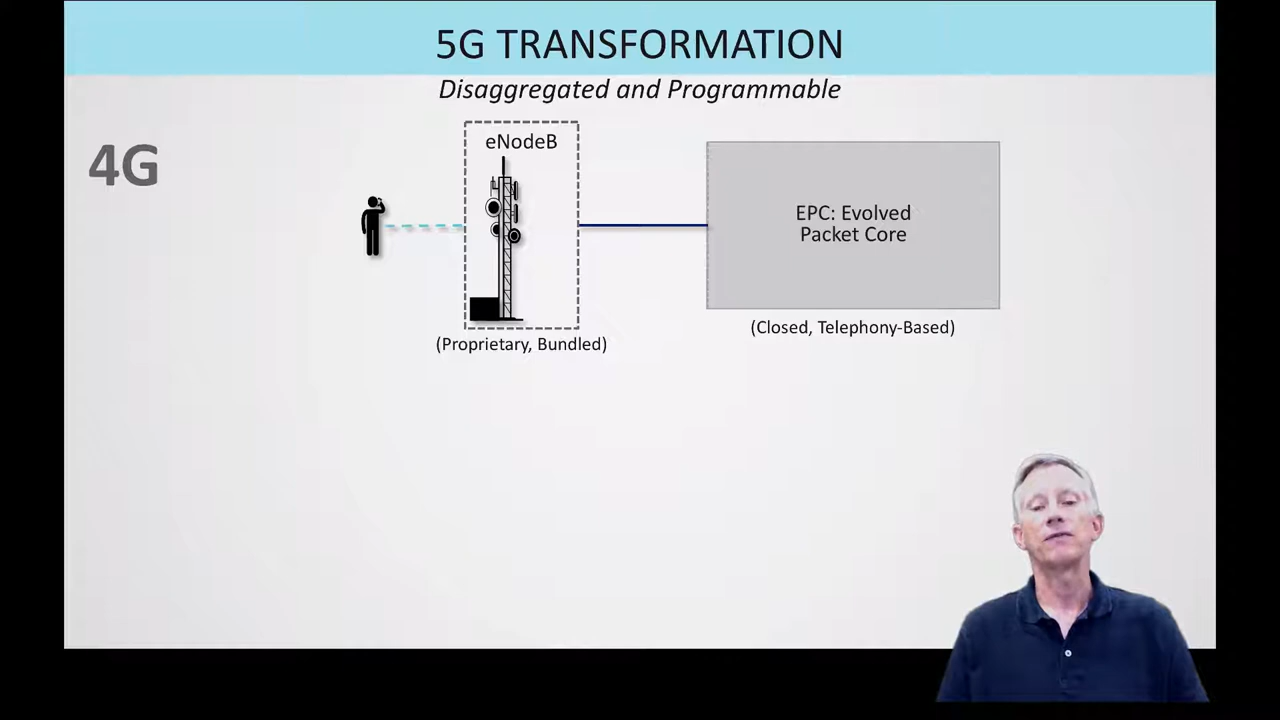 5G TRANSFORMATION
Disaggregated and Programmable
4G
eNodeB
EPC: Evolved
Packet Core
(Closed, Telephony-Based)
(Proprietary, Bundled)